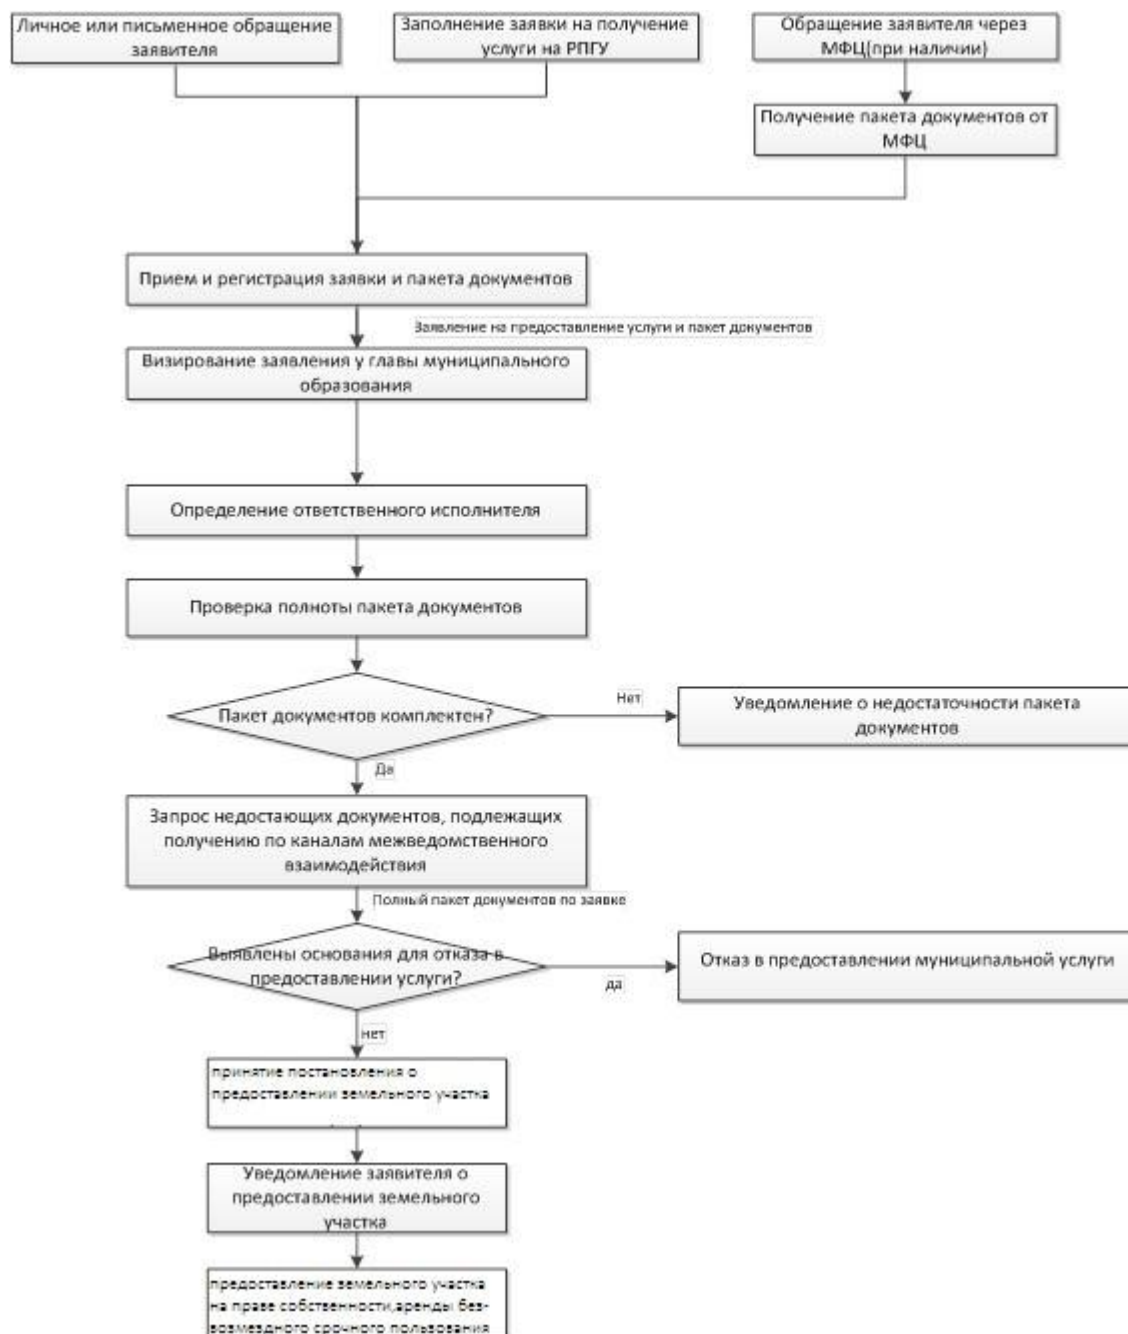 Личное или письменное обращение
заявителя
Заполнение заявки на получение
услуги на РПГУ
Обращение заявителя через
МФЦ(при наличии)
Получение пакета документов от
МФЦ
Прием и регистрация заявки и пакета документов
Заявление на предоставление услуги и пакет документов
Визирование заявления у главы муниципального
образования
Определение ответственного исполнителя
Проверка полноты пакета документов
Пакет документов комплектен?
Нет
Уведомление о недостаточности пакета
документов
Да
Запрос недостающих документов, подлежащих
получению по каналам межведомственного
взаимодействия
Полный пакет документов по заявке
Выявлены основания для отказа в
предоставлении услуги?
да
Отказ в предоставлении муниципальной услуги
нет
принятие постановления о
предоставлении земельного участка
Уведомление заявителя о
предоставлении земельного
участка
предоставление земельного участка
на праве собственности,аренды без-
возмездного срочного пользования